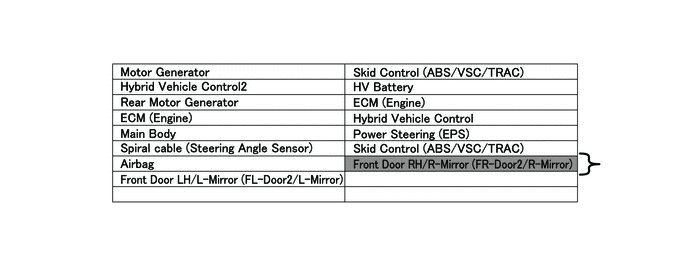 Motor Generator
Skid Control (ABS/VSC/TRAC)
Hybrid Vehicle Control2
HV Battery
Rear Motor Generator
ECM (Engine)
ECM (Engine)
Hybrid Vehicle Control
Main Body
Power Steering (EPS)
Spiral cable (Steering Angle Sensor)
Skid Control (ABS/VSC/TRAC)
Airbag
Front Door RH/R-Mirror (FR-Door2/R-Mirror)
Front Door LH/L-Mirror (FL-Door2/L-Mirror)